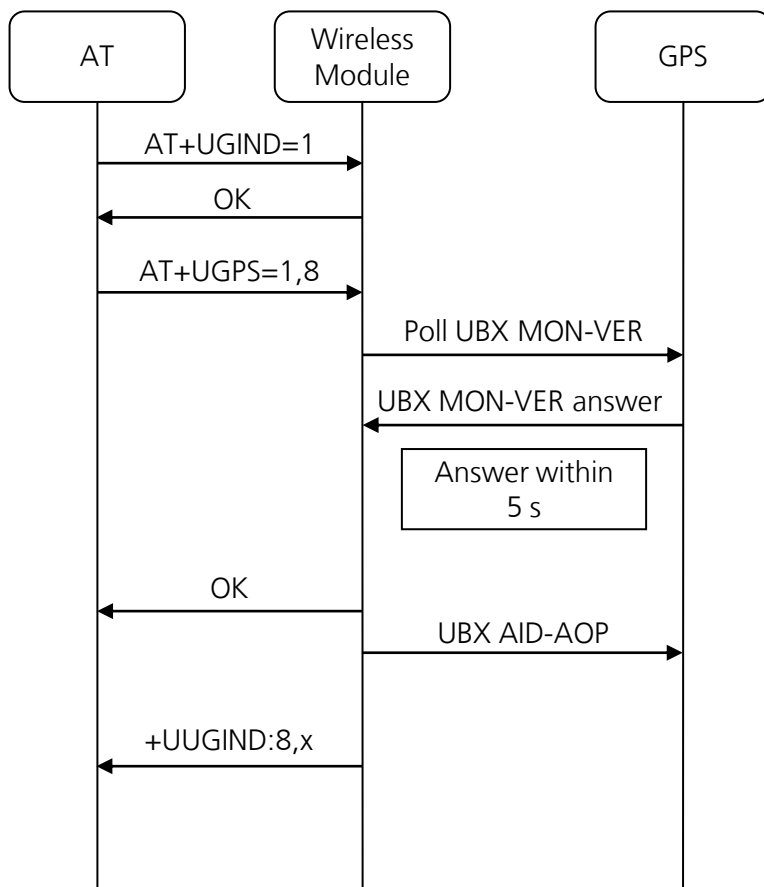 AT
Wireless
Module
GPS
AT+UGIND=1
OK
AT+UGPS=1,8
Poll UBX MON-VER
UBX MON-VER answer
Answer within
5 s
OK
UBX AID-AOP
+UUGIND:8,x